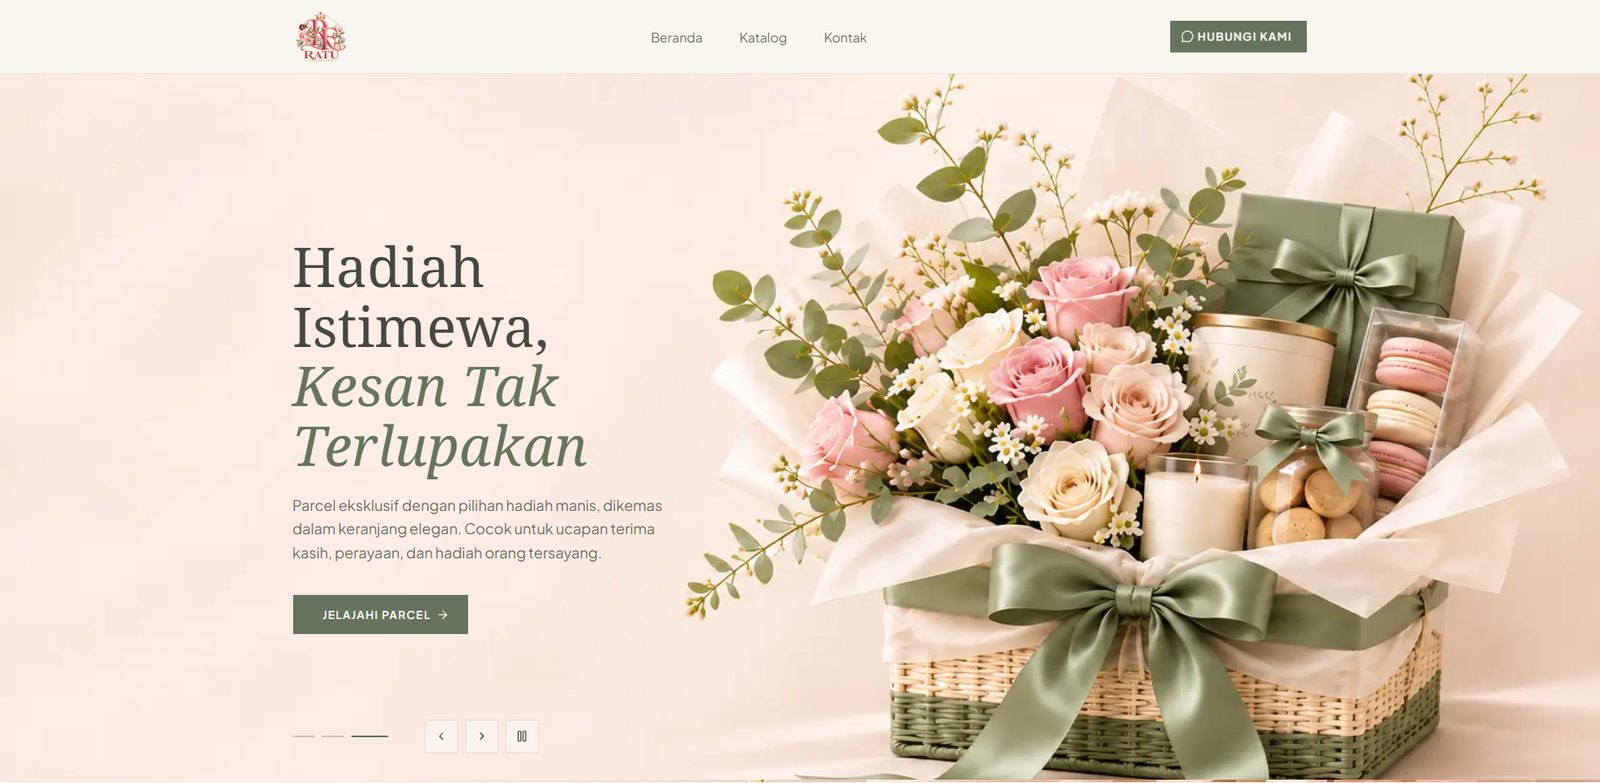 RATU
Beranda
Katalog
Kontak
HUBUNGI KAMI
Hadiah
Istimewa,
Kesan Tak
Terlupakan
Parcel eksklusif dengan pilihan hadiah manis, dikemas
dalam keranjang elegan. Cocok untuk ucapan terima
kasih, perayaan, dan hadiah orang tersayang.
JELAJAHI PARCEL →